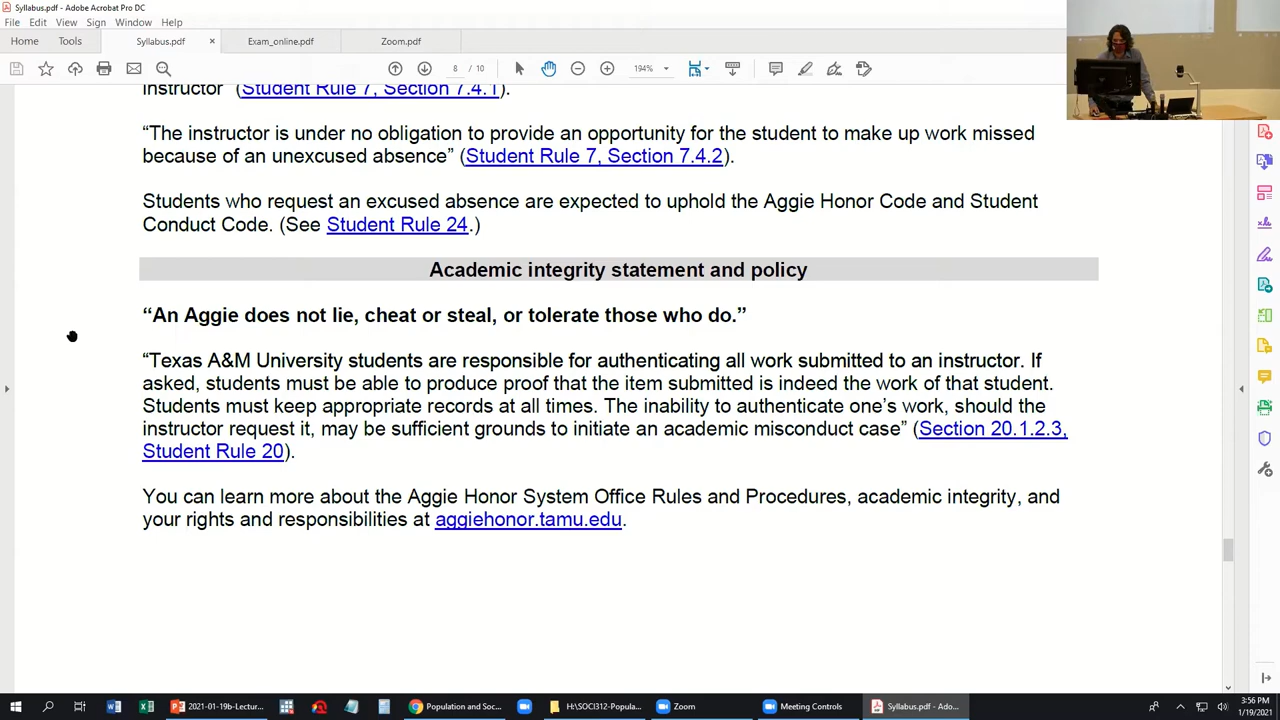 Syllabus.pdf - Adobe Acrobat Pro DC
File Edit View Sign Window Help
Home Tools Syllabus.pdf × Exam_online.pdf Zoom.pdf
8 / 10 194%
instructor (Student Rule 7, Section 7.4.1).
“The instructor is under no obligation to provide an opportunity for the student to make up work missed
because of an unexcused absence” (Student Rule 7, Section 7.4.2).
Students who request an excused absence are expected to uphold the Aggie Honor Code and Student
Conduct Code. (See Student Rule 24.)
Academic integrity statement and policy
“An Aggie does not lie, cheat or steal, or tolerate those who do.”
“Texas A&M University students are responsible for authenticating all work submitted to an instructor. If
asked, students must be able to produce proof that the item submitted is indeed the work of that student.
Students must keep appropriate records at all times. The inability to authenticate one’s work, should the
instructor request it, may be sufficient grounds to initiate an academic misconduct case” (Section 20.1.2.3,
Student Rule 20).
You can learn more about the Aggie Honor System Office Rules and Procedures, academic integrity, and
your rights and responsibilities at aggiehonor.tamu.edu.
2021-01-19b-Lectur... Population and Soc... H:\SOCI312-Popula... Zoom Meeting Controls Syllabus.pdf - Ado... 3:56 PM
1/19/2021